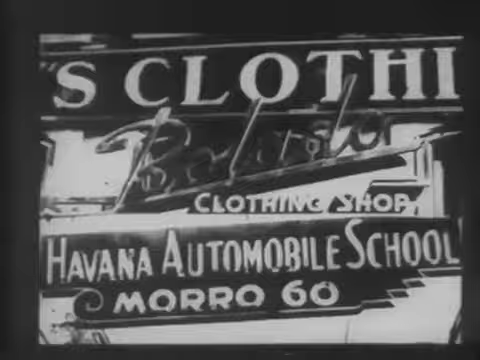 'S CLOTHI
CLOTHING SHOP
HAVANA AUTOMOBILE SCHOOL
MORRO 60